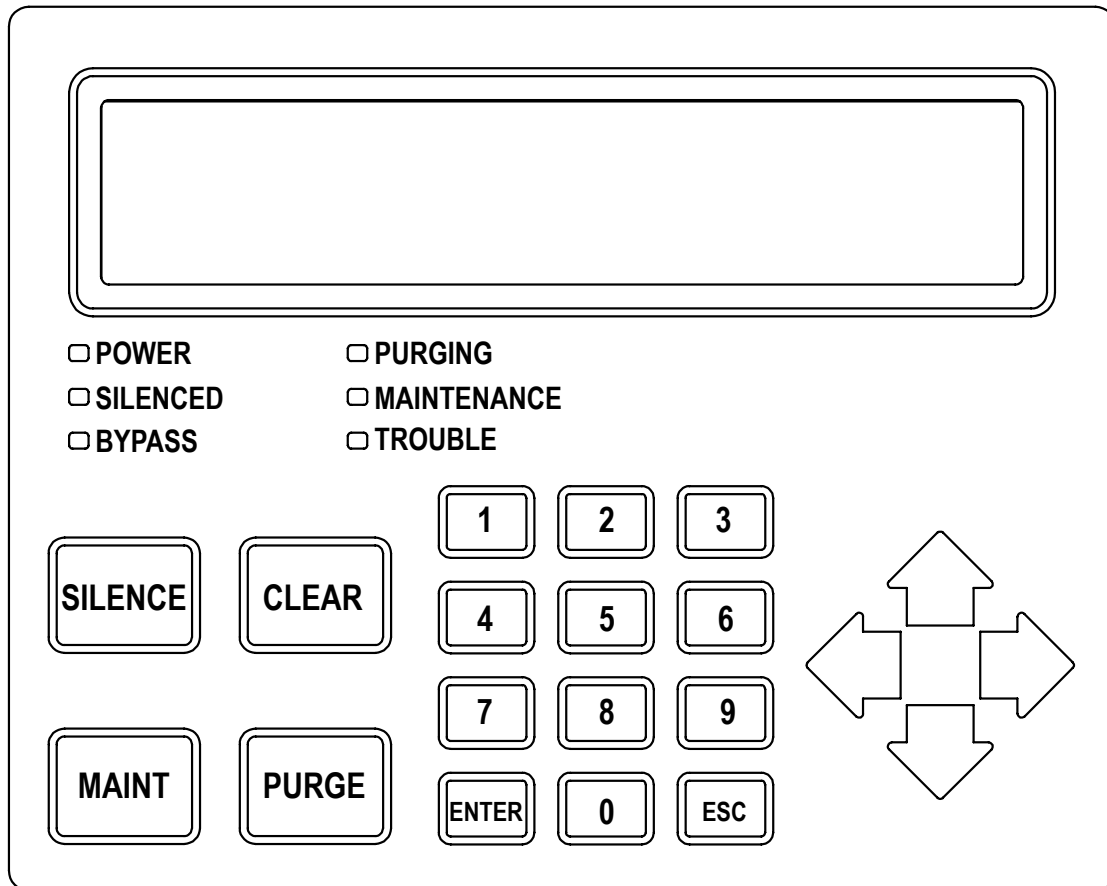 POWER PURGING
SILENCED MAINTENANCE
BYPASS TROUBLE
1 2 3
SILENCE CLEAR
4 5 6
7 8 9
MAINT PURGE
ENTER 0 ESC